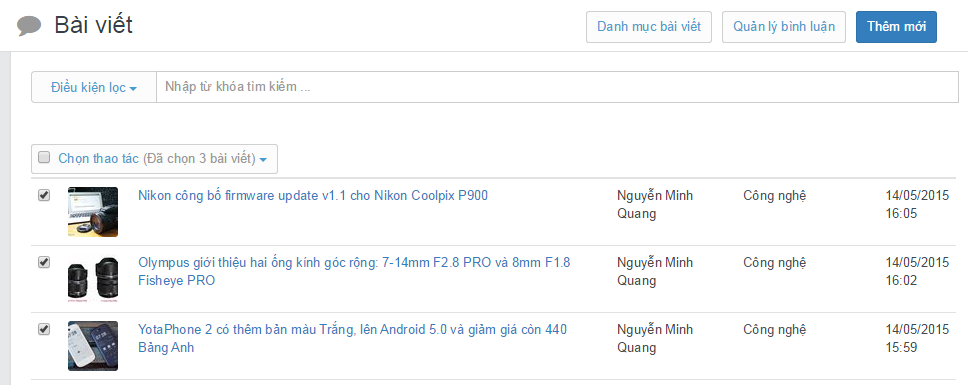 Bài viết
Danh mục bài viết
Quản lý bình luận
Thêm mới
Điều kiện lọc
Nhập từ khóa tìm kiếm ...
Chọn thao tác (Đã chọn 3 bài viết)
Nikon công bố firmware update v1.1 cho Nikon Coolpix P900
Nguyễn Minh
Quang
Công nghệ
14/05/2015
16:05
Olympus giới thiệu hai ống kính góc rộng: 7-14mm F2.8 PRO và 8mm F1.8
Fisheye PRO
Nguyễn Minh
Quang
Công nghệ
14/05/2015
16:02
YotaPhone 2 có thêm bản màu Trắng, lên Android 5.0 và giảm giá còn 440
Bảng Anh
Nguyễn Minh
Quang
Công nghệ
14/05/2015
15:59